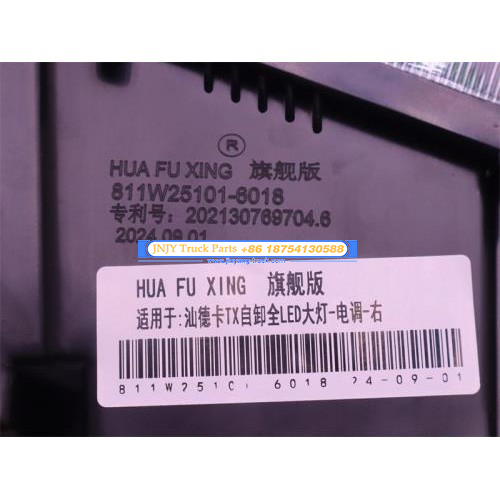 ®
HUA FU XING 旗舰版
811W25101-6018
专利号：202130769704.6
2024.09.01
JNJY Truck Parts +86 18754130588
HUA FU XING 旗舰版
适用于:汕德卡TX自卸全LED大灯-电调-右
811W2510 6018 24-09-01